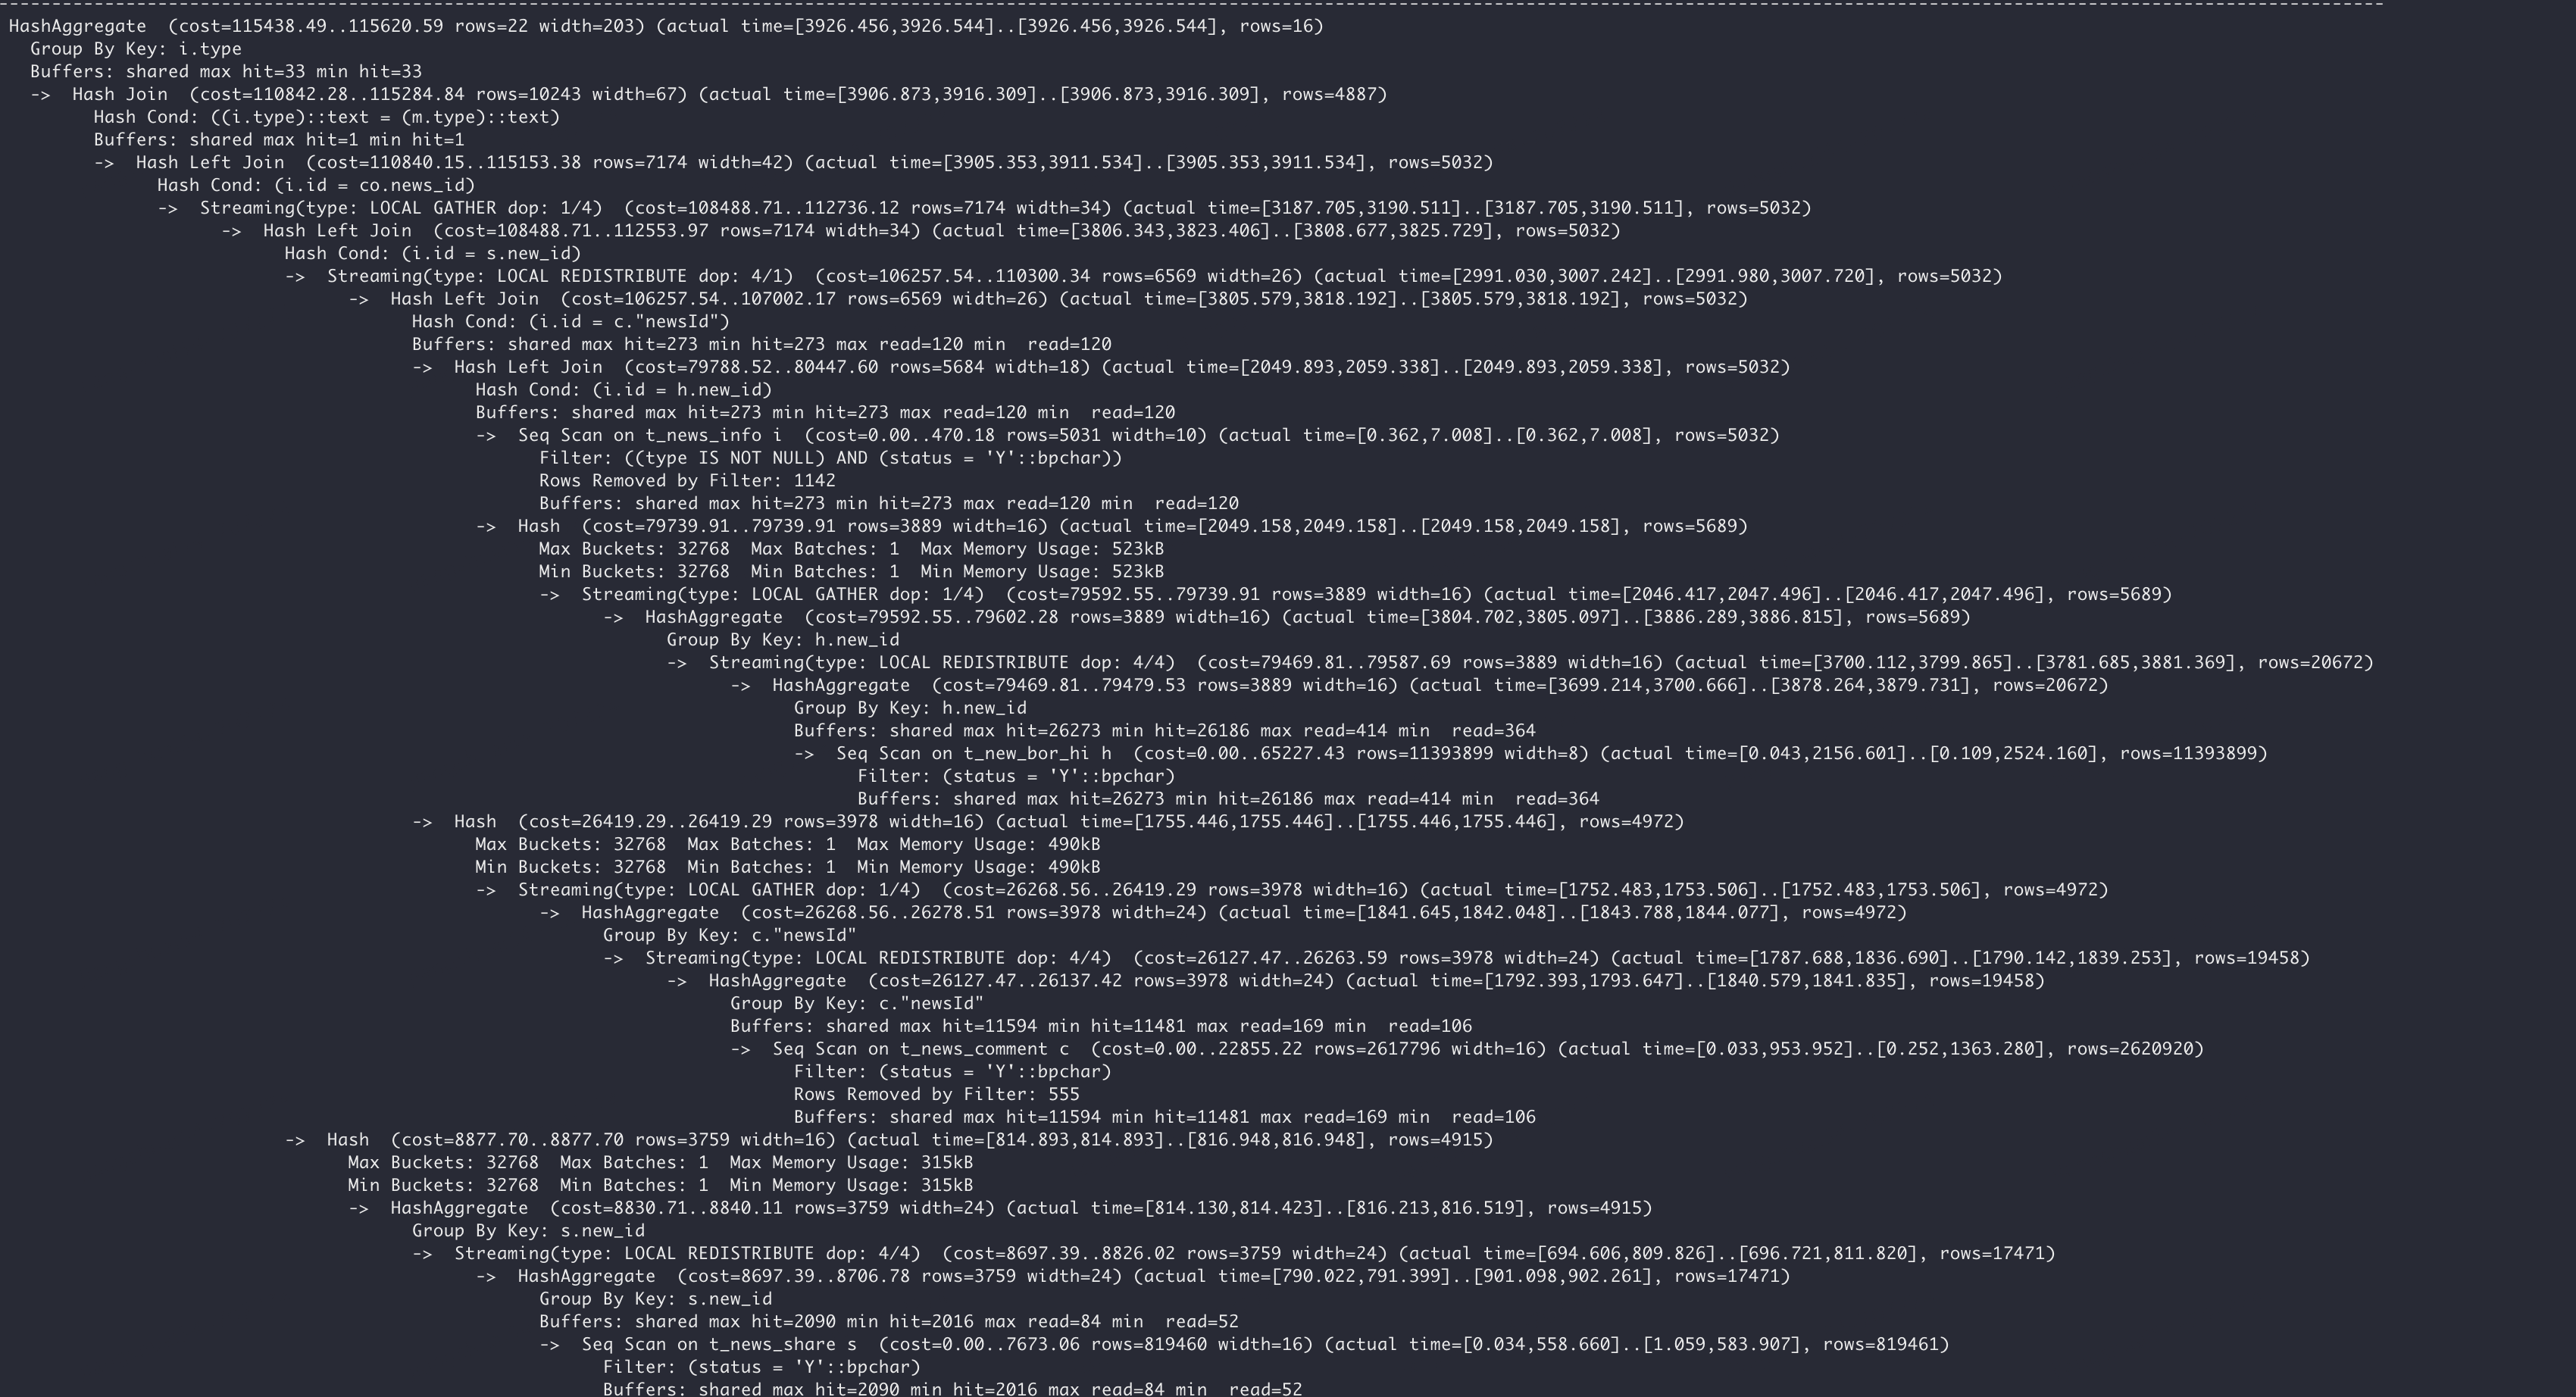 HashAggregate  (cost=115438.49..115620.59 rows=22 width=203) (actual time=[3926.456,3926.544]..[3926.456,3926.544], rows=16)
  Group By Key: i.type
  Buffers: shared max hit=33 min hit=33
  ->  Hash Join  (cost=110842.28..115284.84 rows=10243 width=67) (actual time=[3906.873,3916.309]..[3906.873,3916.309], rows=4887)
        Hash Cond: ((i.type)::text = (m.type)::text)
        Buffers: shared max hit=1 min hit=1
        ->  Hash Left Join  (cost=110840.15..115153.38 rows=7174 width=42) (actual time=[3905.353,3911.534]..[3905.353,3911.534], rows=5032)
              Hash Cond: (i.id = co.news_id)
              ->  Streaming(type: LOCAL GATHER dop: 1/4)  (cost=108488.71..112736.12 rows=7174 width=34) (actual time=[3187.705,3190.511]..[3187.705,3190.511], rows=5032)
                    ->  Hash Left Join  (cost=108488.71..112553.97 rows=7174 width=34) (actual time=[3806.343,3823.406]..[3808.677,3825.729], rows=5032)
                          Hash Cond: (i.id = s.new_id)
                          ->  Streaming(type: LOCAL REDISTRIBUTE dop: 4/1)  (cost=106257.54..110300.34 rows=6569 width=26) (actual time=[2991.030,3007.242]..[2991.980,3007.720], rows=5032)
                                ->  Hash Left Join  (cost=106257.54..107002.17 rows=6569 width=26) (actual time=[3805.579,3818.192]..[3805.579,3818.192], rows=5032)
                                      Hash Cond: (i.id = c."newsId")
                                      Buffers: shared max hit=273 min hit=273 max read=120 min  read=120
                                      ->  Hash Left Join  (cost=79788.52..80447.60 rows=5684 width=18) (actual time=[2049.893,2059.338]..[2049.893,2059.338], rows=5032)
                                            Hash Cond: (i.id = h.new_id)
                                            Buffers: shared max hit=273 min hit=273 max read=120 min  read=120
                                            ->  Seq Scan on t_news_info i  (cost=0.00..470.18 rows=5031 width=10) (actual time=[0.362,7.008]..[0.362,7.008], rows=5032)
                                                  Filter: ((type IS NOT NULL) AND (status = 'Y'::bpchar))
                                                  Rows Removed by Filter: 1142
                                                  Buffers: shared max hit=273 min hit=273 max read=120 min  read=120
                                            ->  Hash  (cost=79739.91..79739.91 rows=3889 width=16) (actual time=[2049.158,2049.158]..[2049.158,2049.158], rows=5689)
                                                  Max Buckets: 32768  Max Batches: 1  Max Memory Usage: 523kB
                                                  Min Buckets: 32768  Min Batches: 1  Min Memory Usage: 523kB
                                                  ->  Streaming(type: LOCAL GATHER dop: 1/4)  (cost=79592.55..79739.91 rows=3889 width=16) (actual time=[2046.417,2047.496]..[2046.417,2047.496], rows=5689)
                                                        ->  HashAggregate  (cost=79592.55..79602.28 rows=3889 width=16) (actual time=[3804.702,3805.097]..[3886.289,3886.815], rows=5689)
                                                              Group By Key: h.new_id
                                                              ->  Streaming(type: LOCAL REDISTRIBUTE dop: 4/4)  (cost=79469.81..79587.69 rows=3889 width=16) (actual time=[3700.112,3799.865]..[3781.685,3881.369], rows=20672)
                                                                    ->  HashAggregate  (cost=79469.81..79479.53 rows=3889 width=16) (actual time=[3699.214,3700.666]..[3878.264,3879.731], rows=20672)
                                                                          Group By Key: h.new_id
                                                                          Buffers: shared max hit=26273 min hit=26186 max read=414 min  read=364
                                                                          ->  Seq Scan on t_new_bor_hi h  (cost=0.00..65227.43 rows=11393899 width=8) (actual time=[0.043,2156.601]..[0.109,2524.160], rows=11393899)
                                                                                Filter: (status = 'Y'::bpchar)
                                                                                Buffers: shared max hit=26273 min hit=26186 max read=414 min  read=364
                                      ->  Hash  (cost=26419.29..26419.29 rows=3978 width=16) (actual time=[1755.446,1755.446]..[1755.446,1755.446], rows=4972)
                                            Max Buckets: 32768  Max Batches: 1  Max Memory Usage: 490kB
                                            Min Buckets: 32768  Min Batches: 1  Min Memory Usage: 490kB
                                            ->  Streaming(type: LOCAL GATHER dop: 1/4)  (cost=26268.56..26419.29 rows=3978 width=16) (actual time=[1752.483,1753.506]..[1752.483,1753.506], rows=4972)
                                                  ->  HashAggregate  (cost=26268.56..26278.51 rows=3978 width=24) (actual time=[1841.645,1842.048]..[1843.788,1844.077], rows=4972)
                                                        Group By Key: c."newsId"
                                                        ->  Streaming(type: LOCAL REDISTRIBUTE dop: 4/4)  (cost=26127.47..26263.59 rows=3978 width=24) (actual time=[1787.688,1836.690]..[1790.142,1839.253], rows=19458)
                                                              ->  HashAggregate  (cost=26127.47..26137.42 rows=3978 width=24) (actual time=[1792.393,1793.647]..[1840.579,1841.835], rows=19458)
                                                                    Group By Key: c."newsId"
                                                                    Buffers: shared max hit=11594 min hit=11481 max read=169 min  read=106
                                                                    ->  Seq Scan on t_news_comment c  (cost=0.00..22855.22 rows=2617796 width=16) (actual time=[0.033,953.952]..[0.252,1363.280], rows=2620920)
                                                                          Filter: (status = 'Y'::bpchar)
                                                                          Rows Removed by Filter: 555
                                                                          Buffers: shared max hit=11594 min hit=11481 max read=169 min  read=106
                          ->  Hash  (cost=8877.70..8877.70 rows=3759 width=16) (actual time=[814.893,814.893]..[816.948,816.948], rows=4915)
                                Max Buckets: 32768  Max Batches: 1  Max Memory Usage: 315kB
                                Min Buckets: 32768  Min Batches: 1  Min Memory Usage: 315kB
                                ->  HashAggregate  (cost=8830.71..8840.11 rows=3759 width=24) (actual time=[814.130,814.423]..[816.213,816.519], rows=4915)
                                      Group By Key: s.new_id
                                      ->  Streaming(type: LOCAL REDISTRIBUTE dop: 4/4)  (cost=8697.39..8826.02 rows=3759 width=24) (actual time=[694.606,809.826]..[696.721,811.820], rows=17471)
                                            ->  HashAggregate  (cost=8697.39..8706.78 rows=3759 width=24) (actual time=[790.022,791.399]..[901.098,902.261], rows=17471)
                                                  Group By Key: s.new_id
                                                  Buffers: shared max hit=2090 min hit=2016 max read=84 min  read=52
                                                  ->  Seq Scan on t_news_share s  (cost=0.00..7673.06 rows=819460 width=16) (actual time=[0.034,558.660]..[1.059,583.907], rows=819461)
                                                        Filter: (status = 'Y'::bpchar)
                                                        Buffers: shared max hit=2090 min hit=2016 max read=84 min  read=52